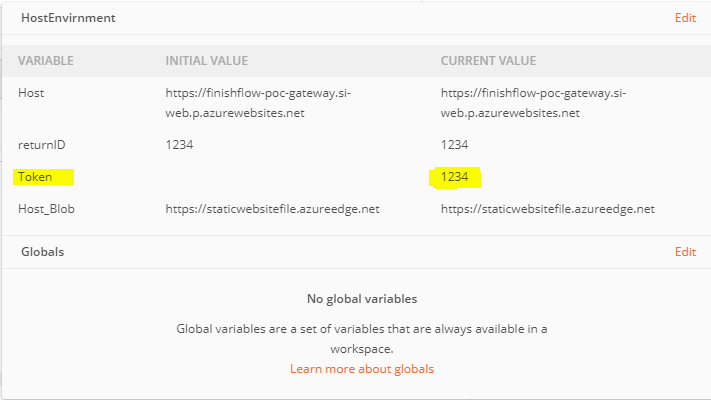 HostEnvirnment Edit
VARIABLE INITIAL VALUE CURRENT VALUE
Host https://finishflow-poc-gateway.si- https://finishflow-poc-gateway.si-
web.p.azurewebsites.net web.p.azurewebsites.net
returnID 1234 1234
Token 1234
Host_Blob https://staticwebsitefile.azureedge.net https://staticwebsitefile.azureedge.net
Globals Edit
No global variables
Global variables are a set of variables that are always available in a
workspace.
Learn more about globals